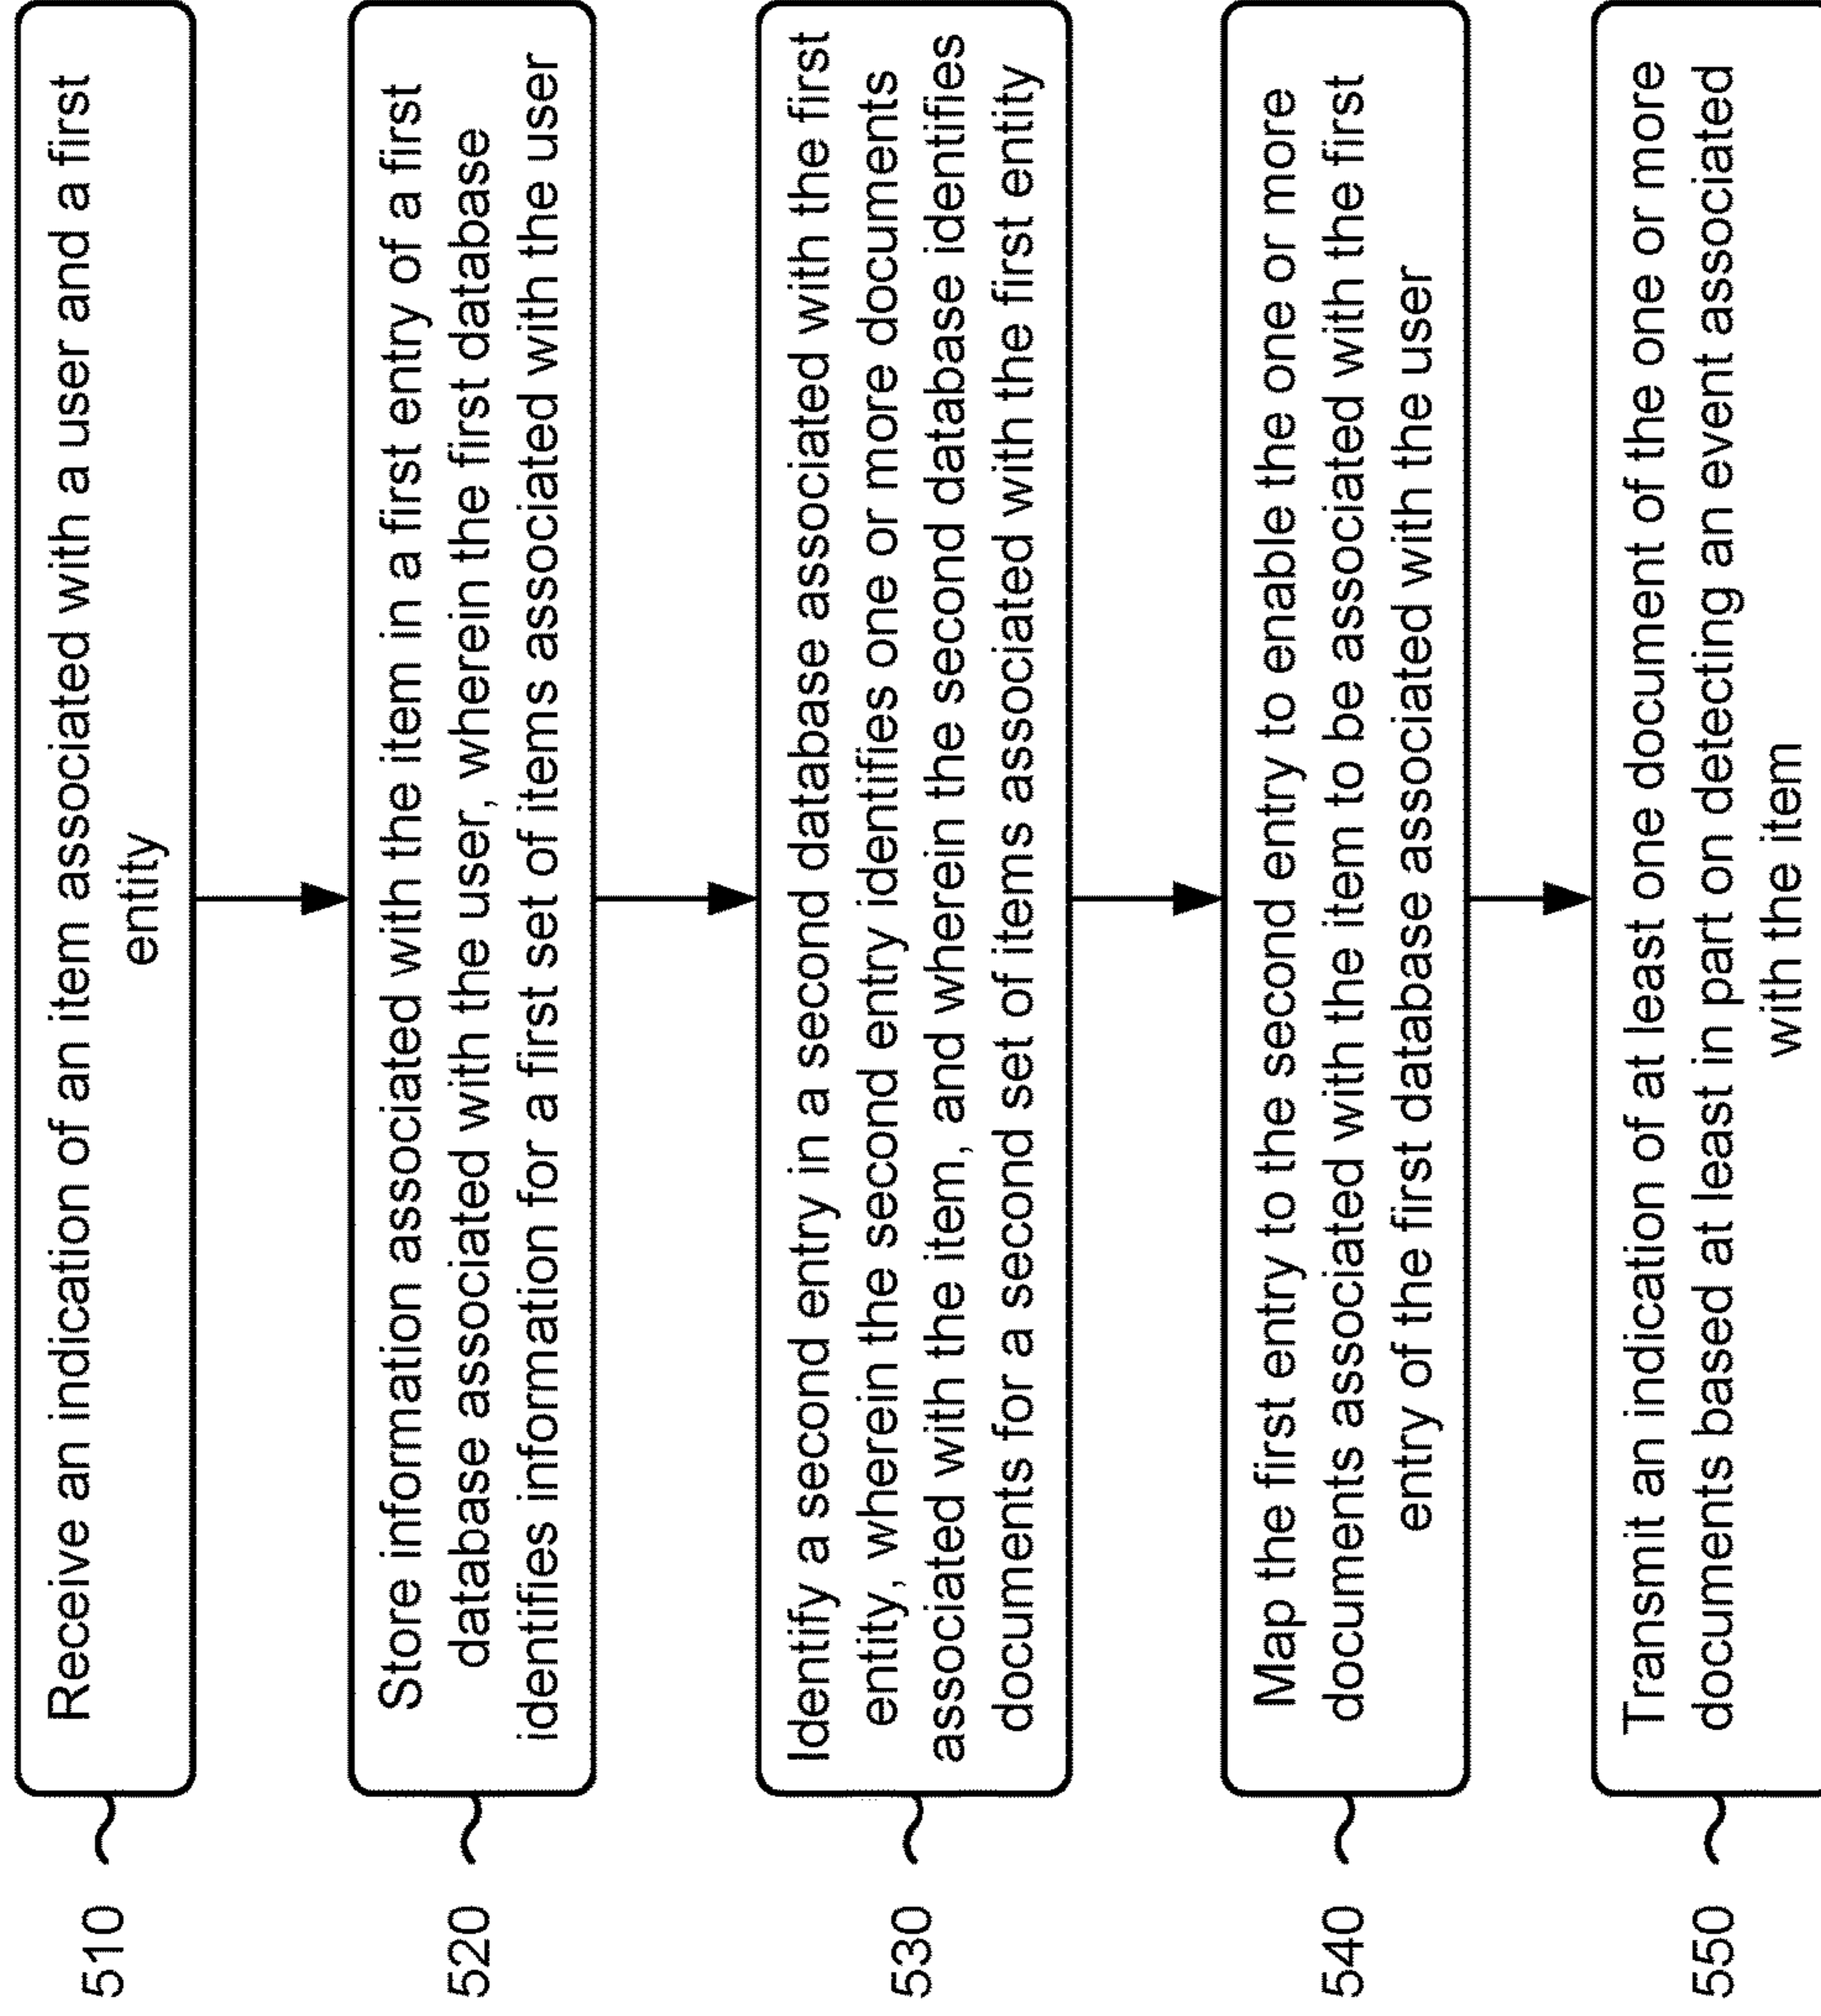 510
Receive an indication of an item associated with a user and a first
entity
520
Store information associated with the item in a first entry of a first
database associated with the user, wherein the first database
identifies information for a first set of items associated with the user
530
Identify a second entry in a second database associated with the first
entity, wherein the second entry identifies one or more documents
associated with the item, and wherein the second database identifies
documents for a second set of items associated with the first entity
540
Map the first entry to the second entry to enable the one or more
documents associated with the item to be associated with the first
entry of the first database associated with the user
550
Transmit an indication of at least one document of the one or more
documents based at least in part on detecting an event associated
with the item